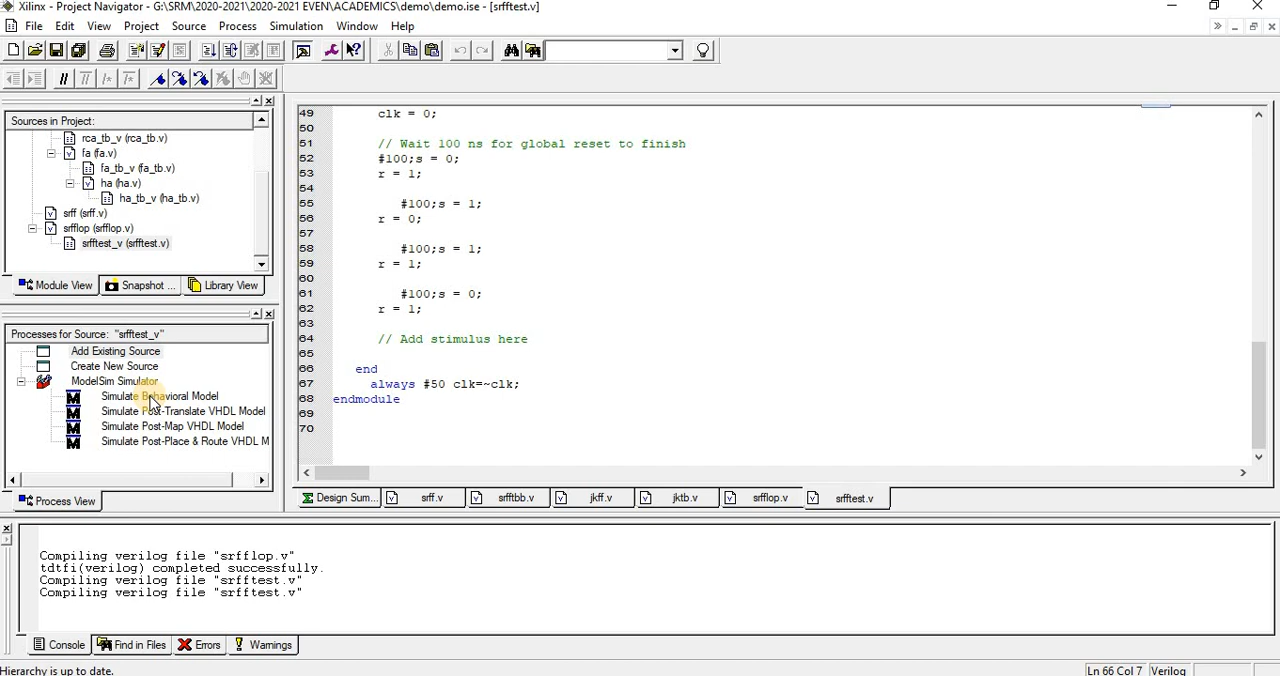 Xilinx - Project Navigator - G:\SRM\2020-2021\2020-2021 EVEN\ACADEMICS\demo\demo.ise - [srfftest.v]
File Edit View Project Source Process Simulation Window Help
Sources in Project:
rca_tb_v (rca_tb.v)
fa (fa.v)
fa_tb_v (fa_tb.v)
ha (ha.v)
ha_tb_v (ha_tb.v)
srff (srff.v)
srfflop (srfflop.v)
srfftest_v (srfftest.v)
Module View Snapshot ... Library View
Processes for Source: "srfftest_v"
Add Existing Source
Create New Source
ModelSim Simulator
Simulate Behavioral Model
Simulate Post-Translate VHDL Model
Simulate Post-Map VHDL Model
Simulate Post-Place & Route VHDL M
Process View
49 clk = 0;
50
51 // Wait 100 ns for global reset to finish
52 #100;s = 0;
53 r = 1;
54
55 #100;s = 1;
56 r = 0;
57
58 #100;s = 1;
59 r = 1;
60
61 #100;s = 0;
62 r = 1;
63
64 // Add stimulus here
65
66 end
67 always #50 clk=~clk;
68 endmodule
69
70
Design Sum... srff.v srfftbb.v jkff.v jktb.v srfflop.v srfftest.v
Compiling verilog file "srfflop.v"
tdtfi(verilog) completed successfully.
Compiling verilog file "srfftest.v"
Compiling verilog file "srfftest.v"
Console Find in Files Errors Warnings
Hierarchy is up to date. Ln 66 Col 7 Verilog